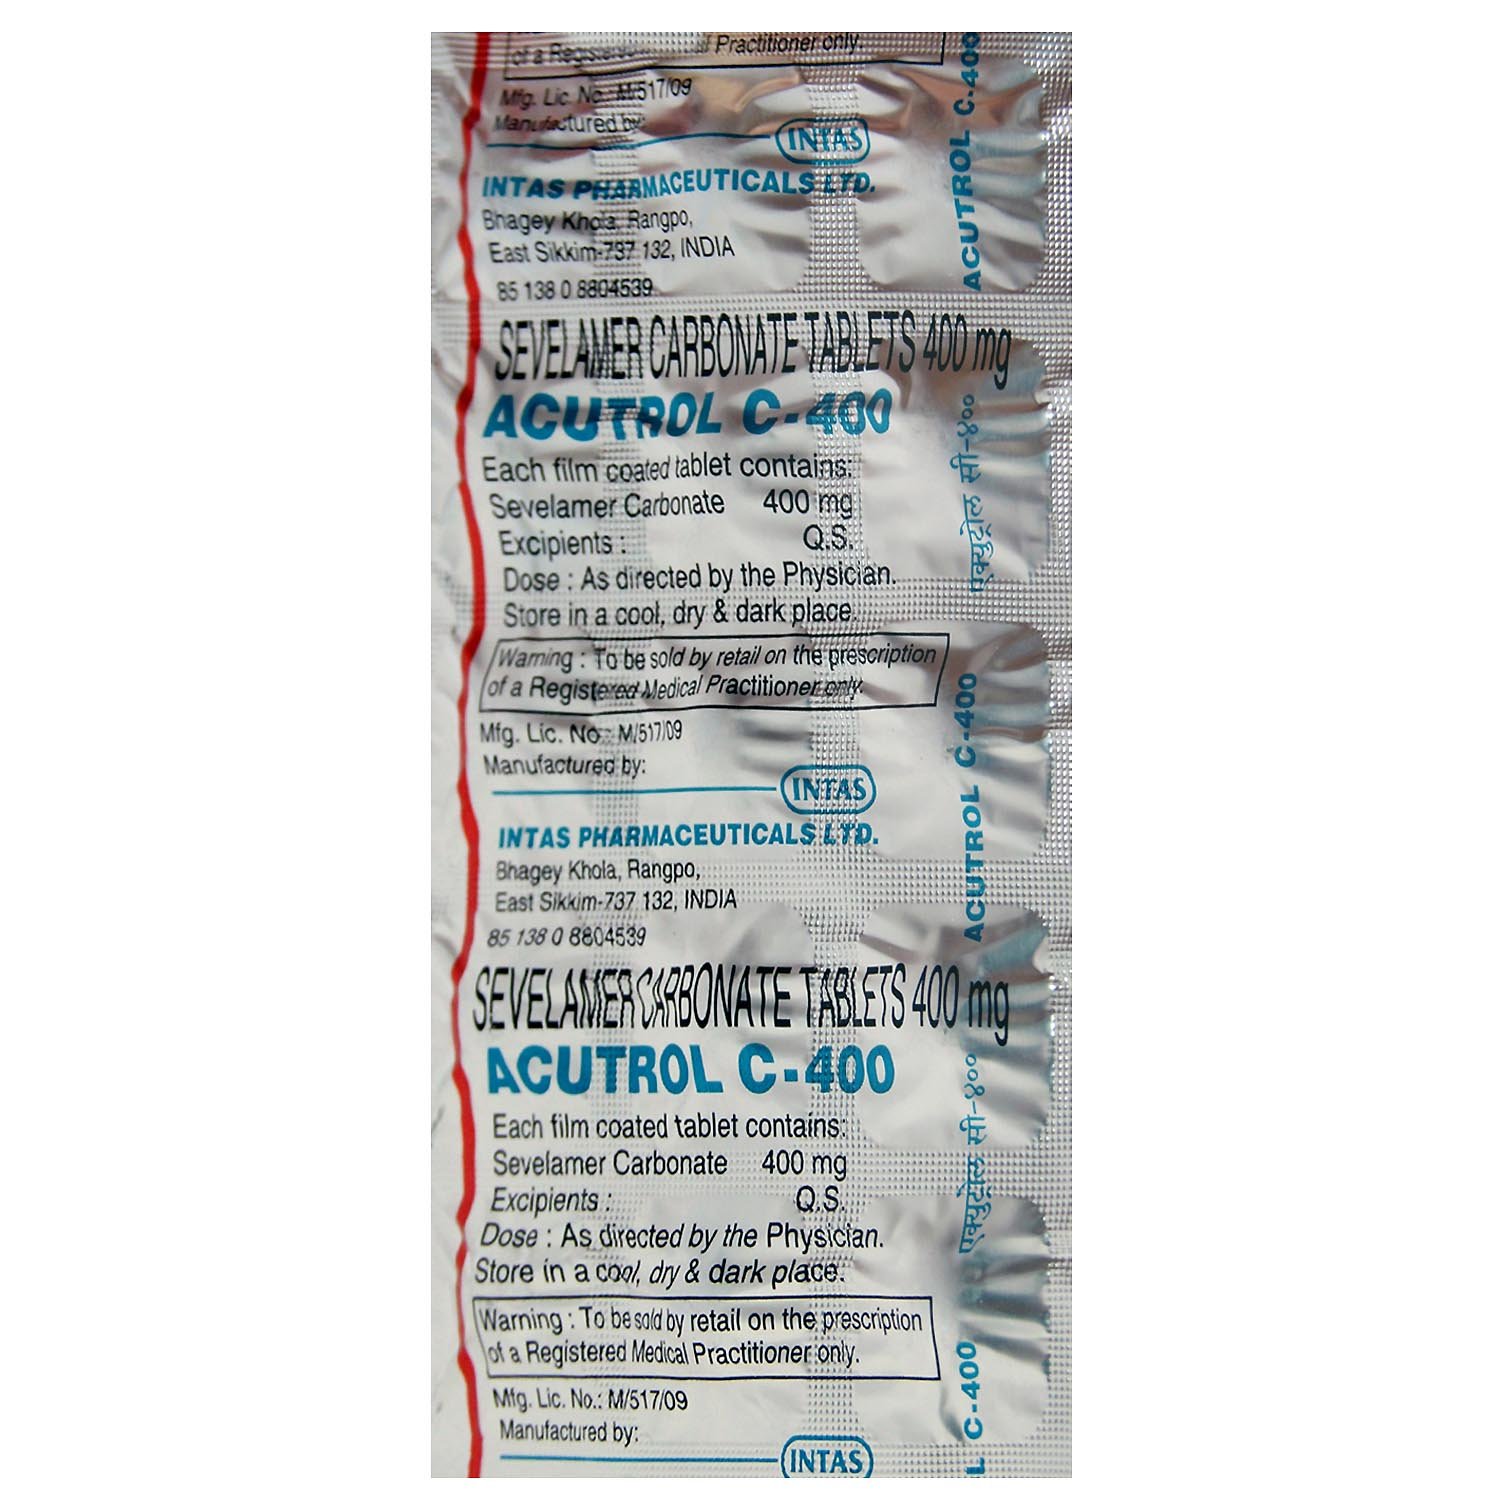 of a Registered Practitioner only.
Mfg. Lic. No.: M/517/09
Manufactured by:
INTAS
INTAS PHARMACEUTICALS LTD.
Bhagey Khola, Rangpo,
East Sikkim-737 132, INDIA
85 138 0 8804539
SEVELAMER CARBONATE TABLETS 400 mg
ACUTROL C-400
Each film coated tablet contains:
Sevelamer Carbonate 400 mg
Excipients : Q.S.
Dose : As directed by the Physician.
Store in a cool, dry & dark place.
Warning : To be sold by retail on the prescription
of a Registered Medical Practitioner only.
Mfg. Lic. No.: M/517/09
Manufactured by:
INTAS
INTAS PHARMACEUTICALS LTD.
Bhagey Khola, Rangpo,
East Sikkim-737 132, INDIA
85 138 0 8804539
SEVELAMER CARBONATE TABLETS 400 mg
ACUTROL C-400
Each film coated tablet contains:
Sevelamer Carbonate 400 mg
Excipients : Q.S.
Dose : As directed by the Physician.
Store in a cool, dry & dark place.
Warning : To be sold by retail on the prescription
of a Registered Medical Practitioner only.
Mfg. Lic. No.: M/517/09
Manufactured by:
INTAS
ACUTROL C-400
एक्युट्रोल सी-४००
ACUTROL C-400
एक्युट्रोल सी-४००
L C-400